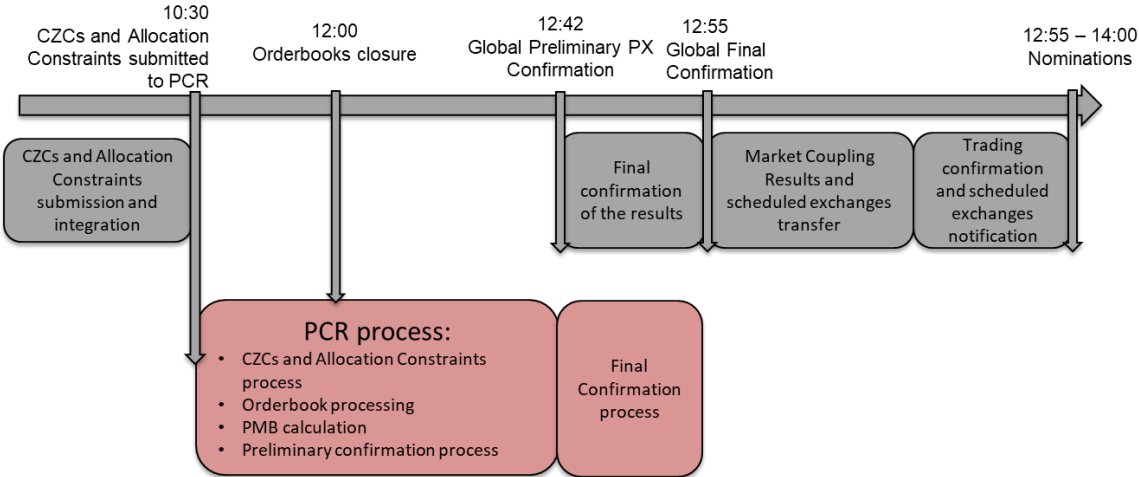 10:30
CZCs and Allocation
Constraints submitted
to PCR
12:00
Orderbooks closure
12:42
Global Preliminary PX
Confirmation
12:55
Global Final
Confirmation
12:55 – 14:00
Nominations
CZCs and Allocation
Constraints
submission and
integration
Final
confirmation
of the results
Market Coupling
Results and
scheduled exchanges
transfer
Trading
confirmation
and scheduled
exchanges
notification
PCR process:
• CZCs and Allocation Constraints
process
• Orderbook processing
• PMB calculation
• Preliminary confirmation process
Final
Confirmation
process